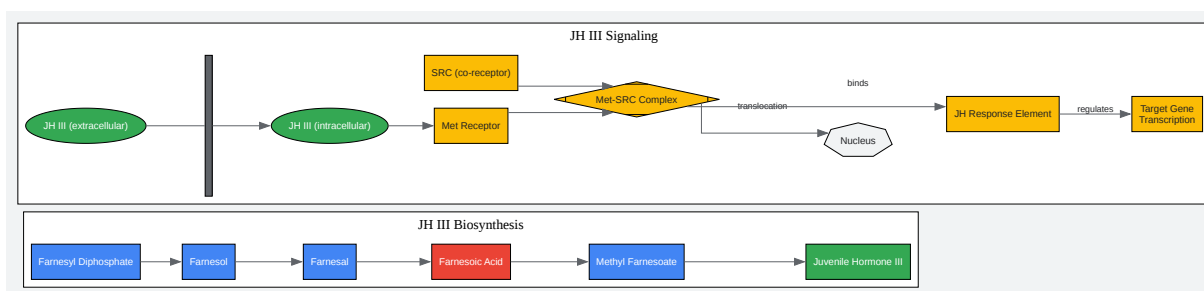 JH III Signaling
SRC (co-receptor)
binds
Met-SRC Complex
translocation
JH III (extracellular)
JH III (intracellular)
Met Receptor
Nucleus
JH Response Element
regulates
Target Gene
Transcription
JH III Biosynthesis
Farnesyl Diphosphate
Farnesol
Farnesal
Farnesoic Acid
Methyl Farnesoate
Juvenile Hormone III